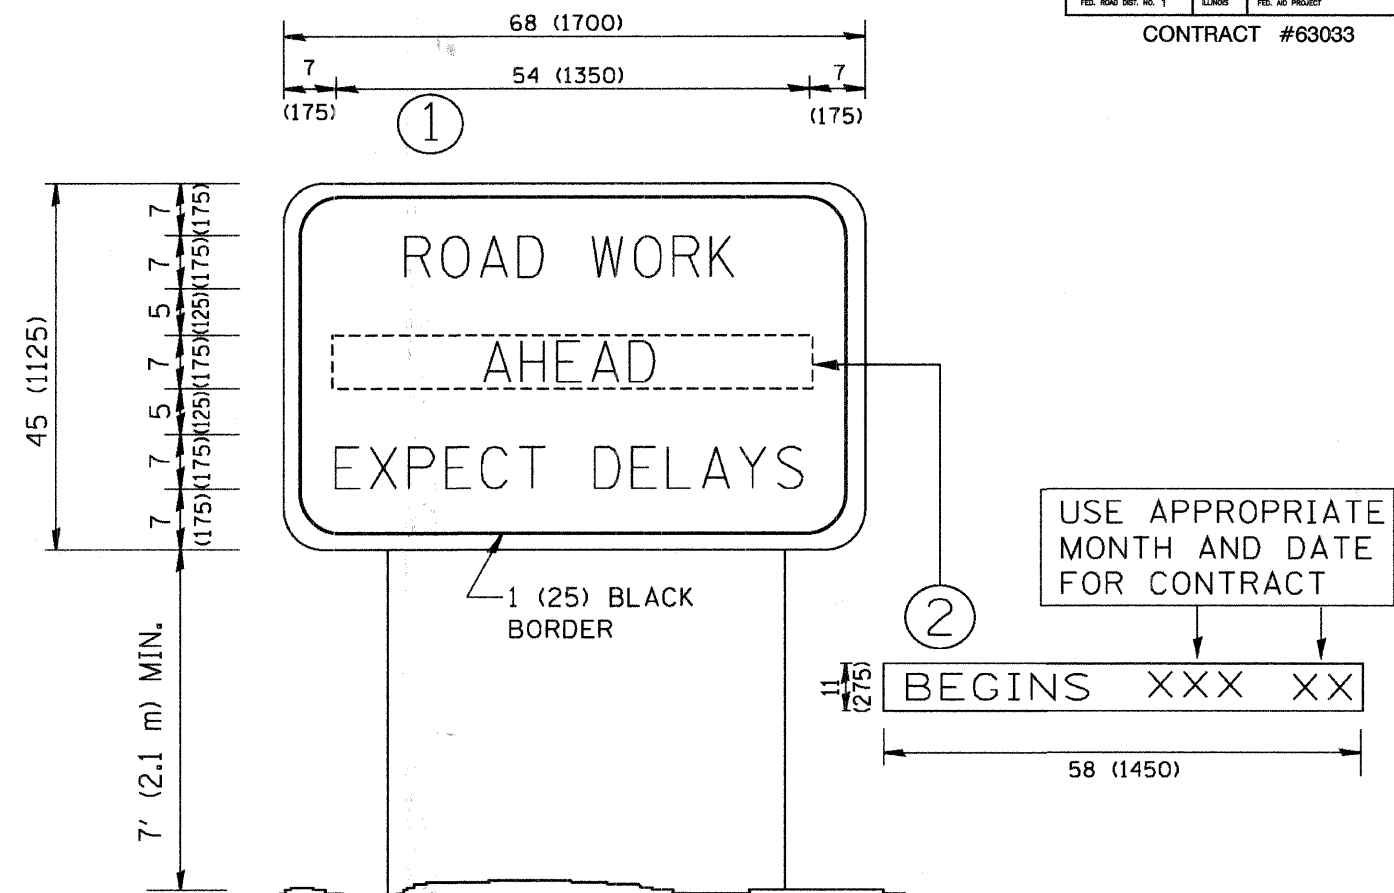 FED. ROAD DIST. NO. 1 ILLINOIS FED. AID PROJECT
CONTRACT #63033
68 (1700)
7 54 (1350) 7
(175) (175)
1
7 (175)
7 (175)
5 (125)
7 (175)
5 (125)
7 (175)
7 (175)
45 (1125)
ROAD WORK
AHEAD
EXPECT DELAYS
1 (25) BLACK
BORDER
7' (2.1 m) MIN.
USE APPROPRIATE
MONTH AND DATE
FOR CONTRACT
2
11
(275)
BEGINS XXX XX
58 (1450)